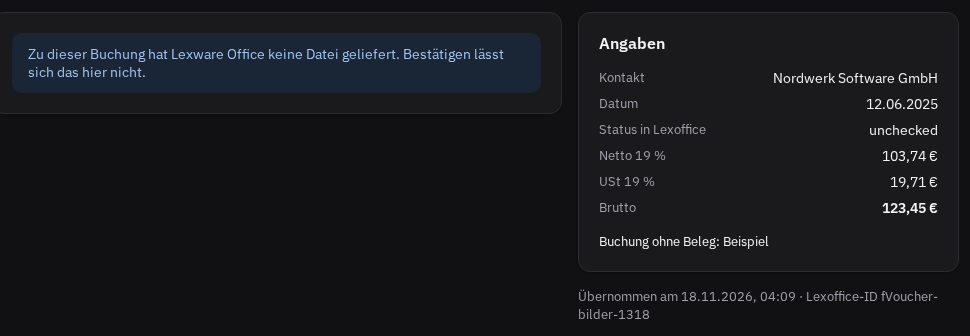 Zu dieser Buchung hat Lexware Office keine Datei geliefert. Bestätigen lässt
sich das hier nicht.
Angaben
Kontakt Nordwerk Software GmbH
Datum 12.06.2025
Status in Lexoffice unchecked
Netto 19 % 103,74 €
USt 19 % 19,71 €
Brutto 123,45 €
Buchung ohne Beleg: Beispiel
Übernommen am 18.11.2026, 04:09 · Lexoffice-ID fVoucher-
bilder-1318